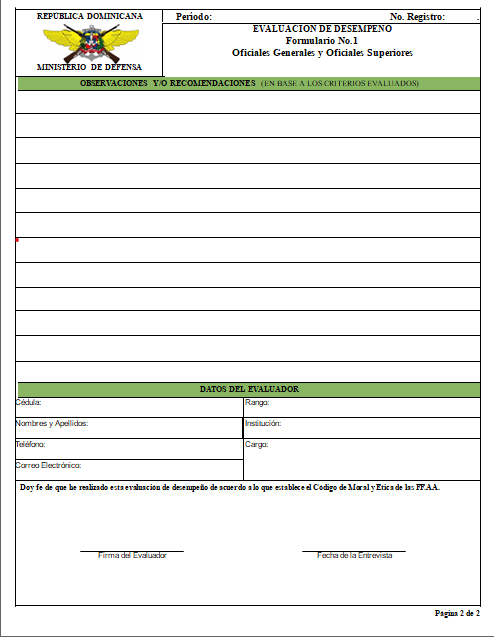 REPÚBLICA DOMINICANA
MINISTERIO DE DEFENSA
Período: No. Registro: .
EVALUACION DE DESEMPEÑO
Formulario No.1
Oficiales Generales y Oficiales Superiores
OBSERVACIONES Y/O RECOMENDACIONES (EN BASE A LOS CRITERIOS EVALUADOS)
DATOS DEL EVALUADOR
Cédula: Rango:
Nombres y Apellidos: Institución:
Teléfono: Cargo:
Correo Electrónico:
Doy fe de que he realizado esta evaluación de desempeño de acuerdo a lo que establece el Código de Moral y Etica de las FF.AA.
Firma del Evaluador Fecha de la Entrevista
Página 2 de 2